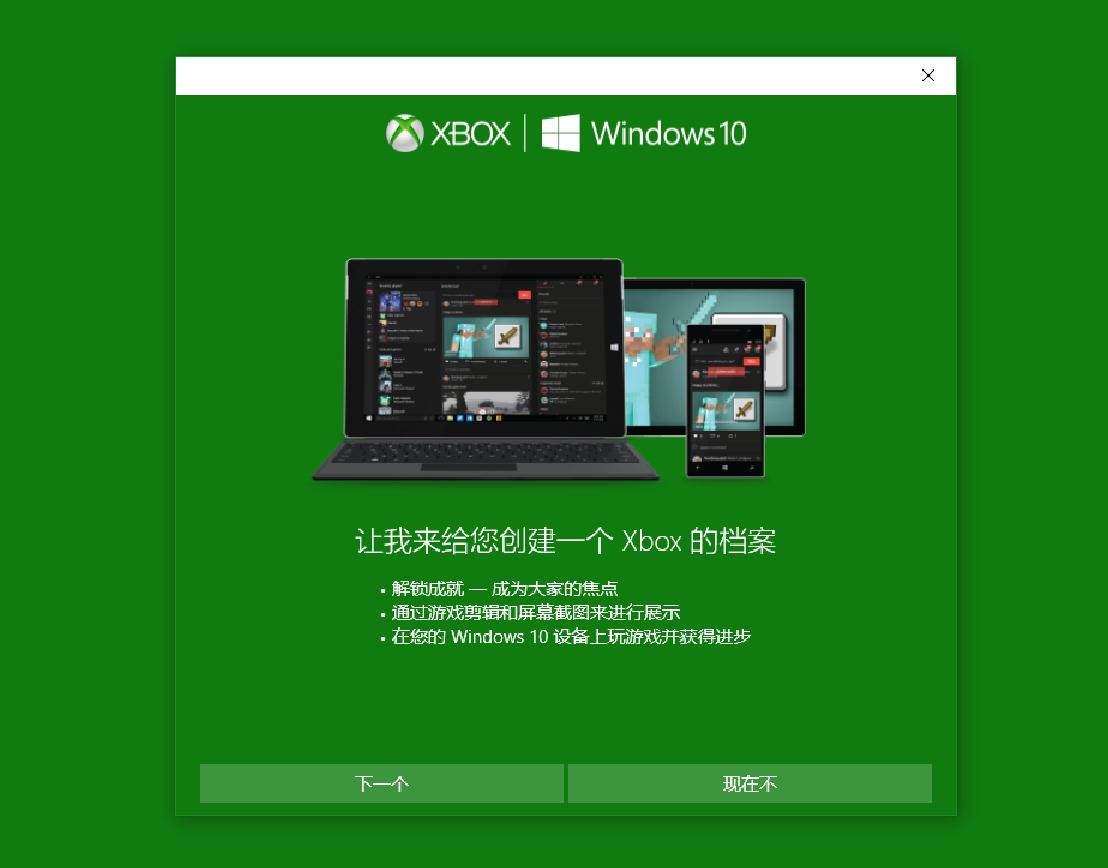 XBOX | Windows 10
让我来给您创建一个 Xbox 的档案
• 解锁成就 — 成为大家的焦点
• 通过游戏剪辑和屏幕截图来进行展示
• 在您的 Windows 10 设备上玩游戏并获得进步
下一个
现在不